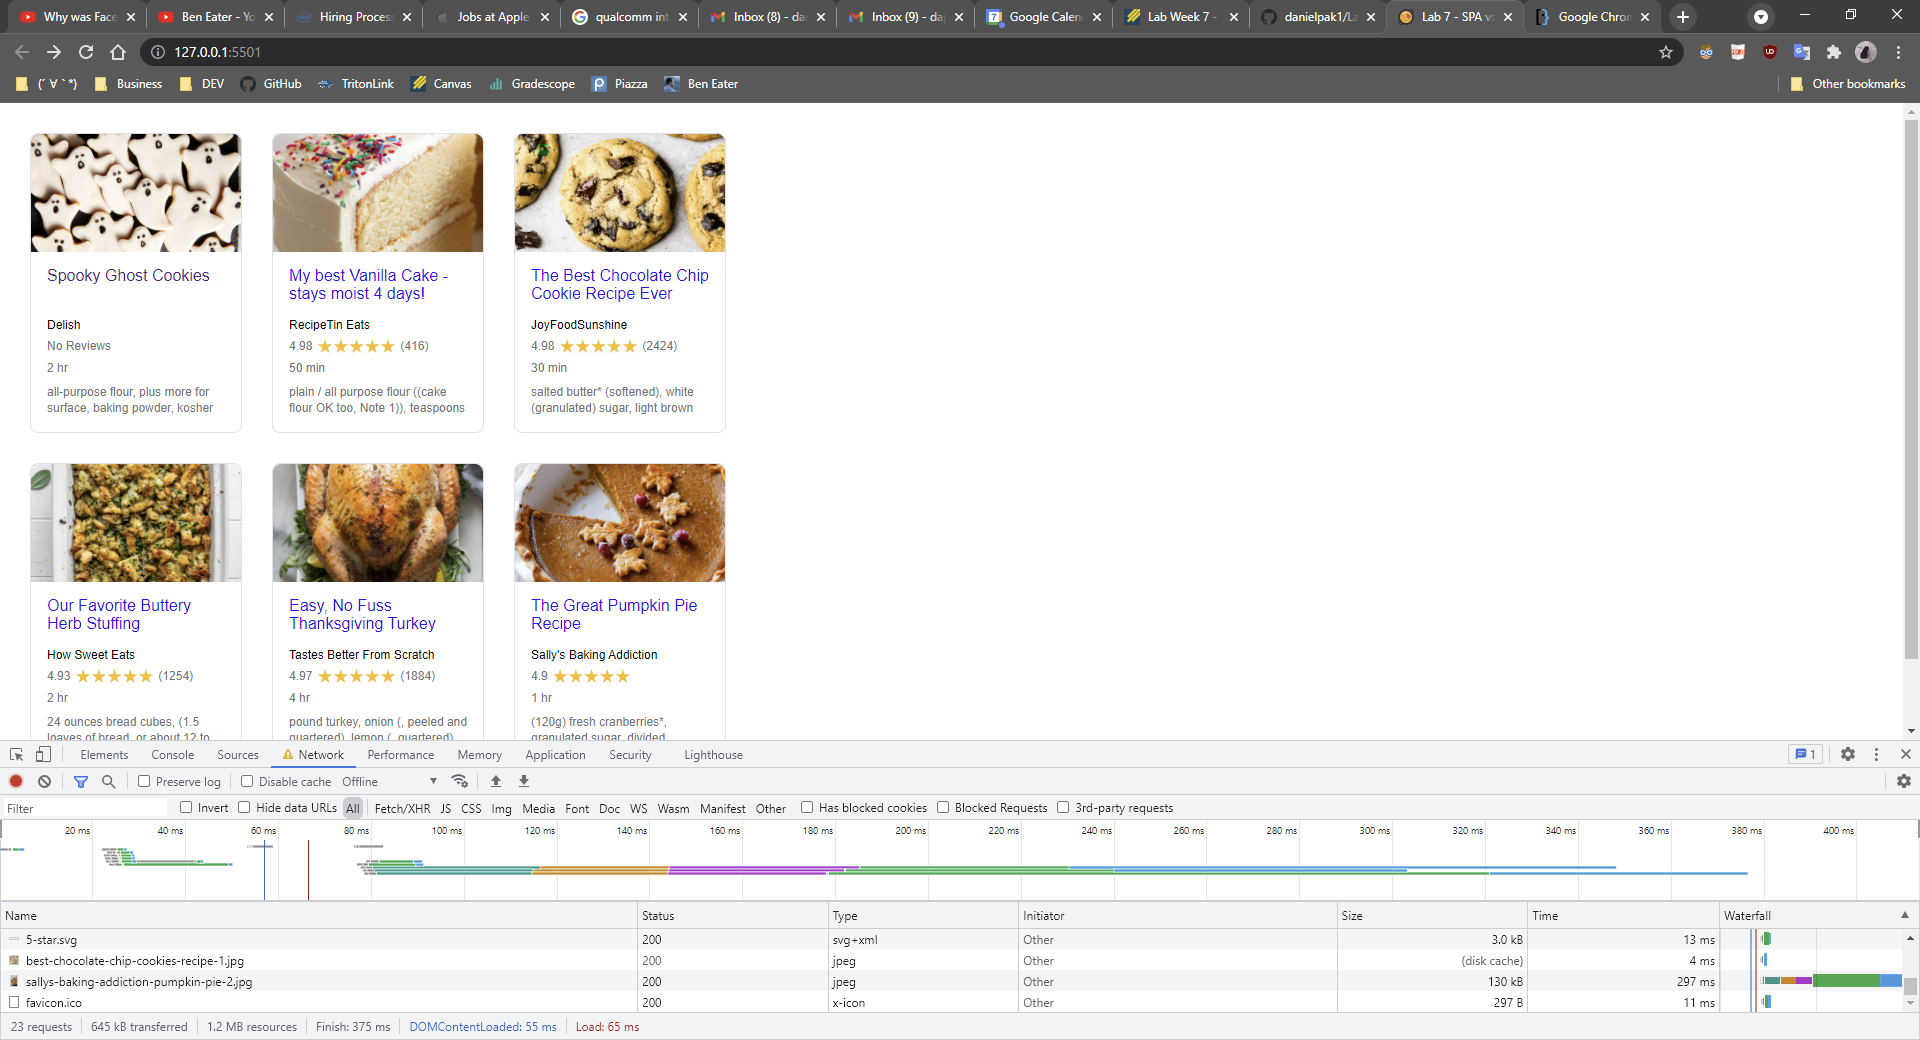 Why was Face
Ben Eater - Yo
Hiring Process
Jobs at Apple
qualcomm int
Inbox (8) - da
Inbox (9) - da
Google Calen
Lab Week 7 -
danielpak1/La
Lab 7 - SPA vs
Google Chron
127.0.0.1:5501
(´∀｀*)
Business
DEV
GitHub
TritonLink
Canvas
Gradescope
Piazza
Ben Eater
Other bookmarks
Spooky Ghost Cookies
Delish
No Reviews
2 hr
all-purpose flour, plus more for
surface, baking powder, kosher
My best Vanilla Cake -
stays moist 4 days!
RecipeTin Eats
4.98 ★★★★★ (416)
50 min
plain / all purpose flour ((cake
flour OK too, Note 1)), teaspoons
The Best Chocolate Chip
Cookie Recipe Ever
JoyFoodSunshine
4.98 ★★★★★ (2424)
30 min
salted butter* (softened), white
(granulated) sugar, light brown
Our Favorite Buttery
Herb Stuffing
How Sweet Eats
4.93 ★★★★★ (1254)
2 hr
24 ounces bread cubes, (1.5
loaves of bread, or about 12 to
Easy, No Fuss
Thanksgiving Turkey
Tastes Better From Scratch
4.97 ★★★★★ (1884)
4 hr
pound turkey, onion (, peeled and
quartered), lemon (, quartered)
The Great Pumpkin Pie
Recipe
Sally's Baking Addiction
4.9 ★★★★★
1 hr
(120g) fresh cranberries*,
granulated sugar, divided
Elements Console Sources Network Performance Memory Application Security Lighthouse 1
Preserve log Disable cache Offline
Filter Invert Hide data URLs All Fetch/XHR JS CSS Img Media Font Doc WS Wasm Manifest Other Has blocked cookies Blocked Requests 3rd-party requests
20 ms 40 ms 60 ms 80 ms 100 ms 120 ms 140 ms 160 ms 180 ms 200 ms 220 ms 240 ms 260 ms 280 ms 300 ms 320 ms 340 ms 360 ms 380 ms 400 ms
Name Status Type Initiator Size Time Waterfall
5-star.svg 200 svg+xml Other 3.0 kB 13 ms
best-chocolate-chip-cookies-recipe-1.jpg 200 jpeg Other (disk cache) 4 ms
sallys-baking-addiction-pumpkin-pie-2.jpg 200 jpeg Other 130 kB 297 ms
favicon.ico 200 x-icon Other 297 B 11 ms
23 requests 645 kB transferred 1.2 MB resources Finish: 375 ms DOMContentLoaded: 55 ms Load: 65 ms